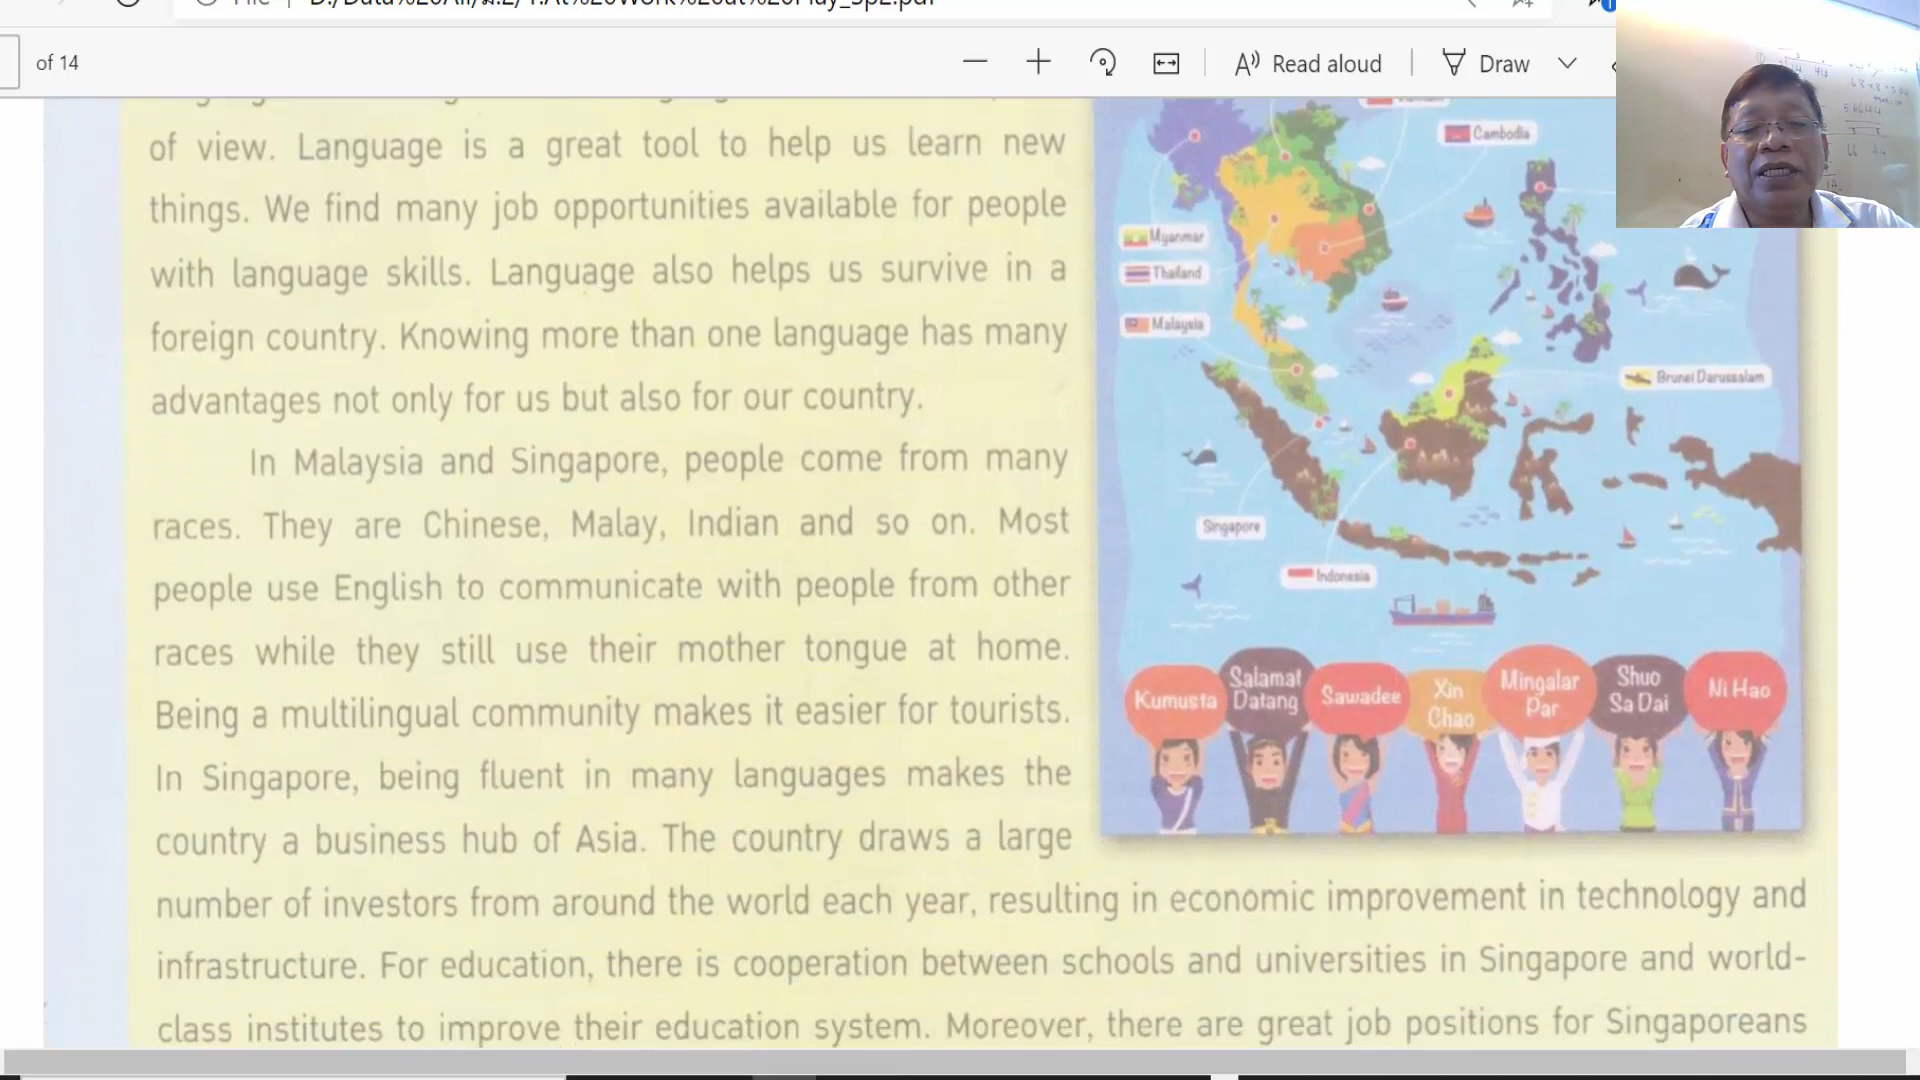 of 14
Read aloud
Draw
of view. Language is a great tool to help us learn new
things. We find many job opportunities available for people
with language skills. Language also helps us survive in a
foreign country. Knowing more than one language has many
advantages not only for us but also for our country.
In Malaysia and Singapore, people come from many
races. They are Chinese, Malay, Indian and so on. Most
people use English to communicate with people from other
races while they still use their mother tongue at home.
Being a multilingual community makes it easier for tourists.
In Singapore, being fluent in many languages makes the
country a business hub of Asia. The country draws a large
number of investors from around the world each year, resulting in economic improvement in technology and
infrastructure. For education, there is cooperation between schools and universities in Singapore and world-
class institutes to improve their education system. Moreover, there are great job positions for Singaporeans
Cambodia
Myanmar
Thailand
Malaysia
Brunei Darussalam
Singapore
Indonesia
Kumusta
Salamat
Datang
Sawadee
Xin
Chao
Mingalar
Par
Shuo
Sa Dai
Ni Hao